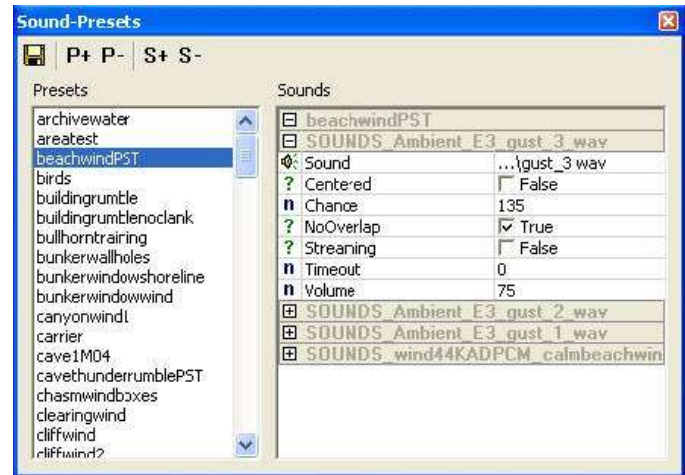 Sound-Presets
P+ P- S+ S-
Presets
Sounds
archivewater
areatest
beachwindPST
birds
buildingrumble
buildingrumblenoclank
bullhorntraining
bunkerwallholes
bunkerwindowshoreline
bunkerwindowwind
canyonwind1
carrier
cave1M04
cavethunderrumblePST
chasmwindboxes
clearingwind
cliffwind
cliffwind2
beachwindPST
SOUNDS_Ambient_E3_gust_3_wav
Sound ...\gust_3 wav
? Centered False
n Chance 135
? NoOverlap True
? Streaming False
n Timeout 0
n Volume 75
SOUNDS_Ambient_E3_gust_2_wav
SOUNDS_Ambient_E3_gust_1_wav
SOUNDS_wind44KADPCM_calmbeachwin